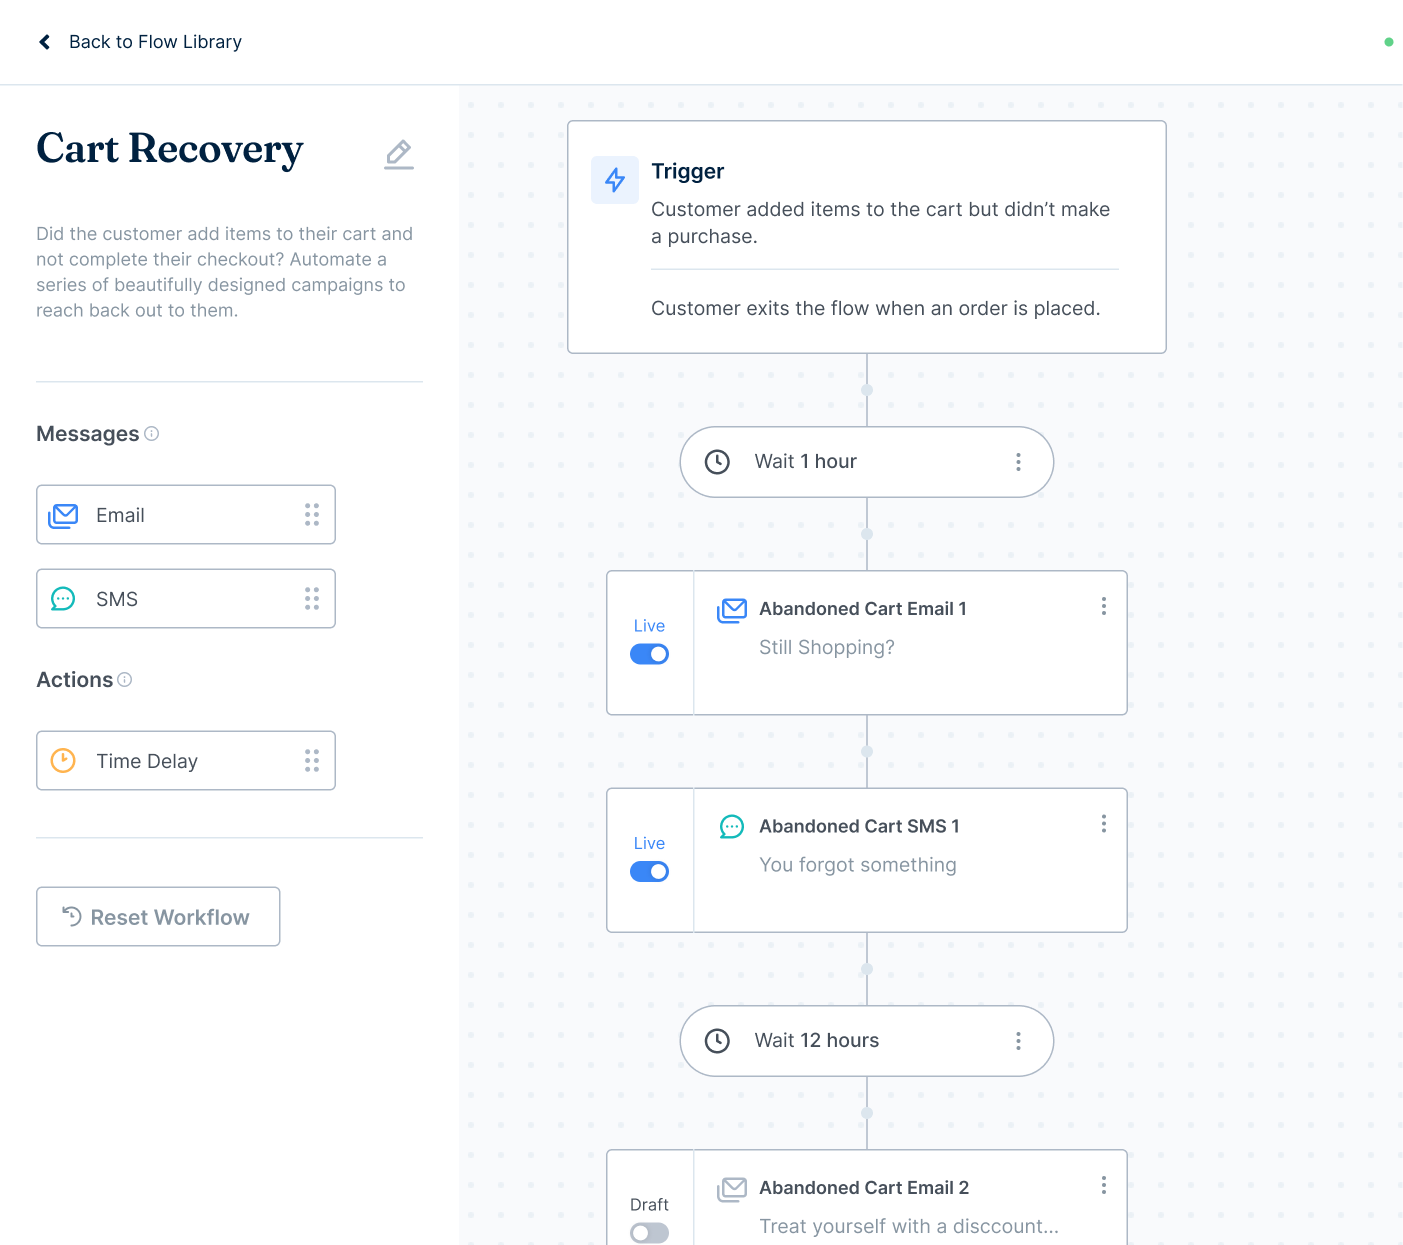 Back to Flow Library
Cart Recovery
Did the customer add items to their cart and
not complete their checkout? Automate a
series of beautifully designed campaigns to
reach back out to them.
Messages
Email
SMS
Actions
Time Delay
Reset Workflow
Trigger
Customer added items to the cart but didn’t make
a purchase.
Customer exits the flow when an order is placed.
Wait 1 hour
Live
Abandoned Cart Email 1
Still Shopping?
Live
Abandoned Cart SMS 1
You forgot something
Wait 12 hours
Draft
Abandoned Cart Email 2
Treat yourself with a disccount...